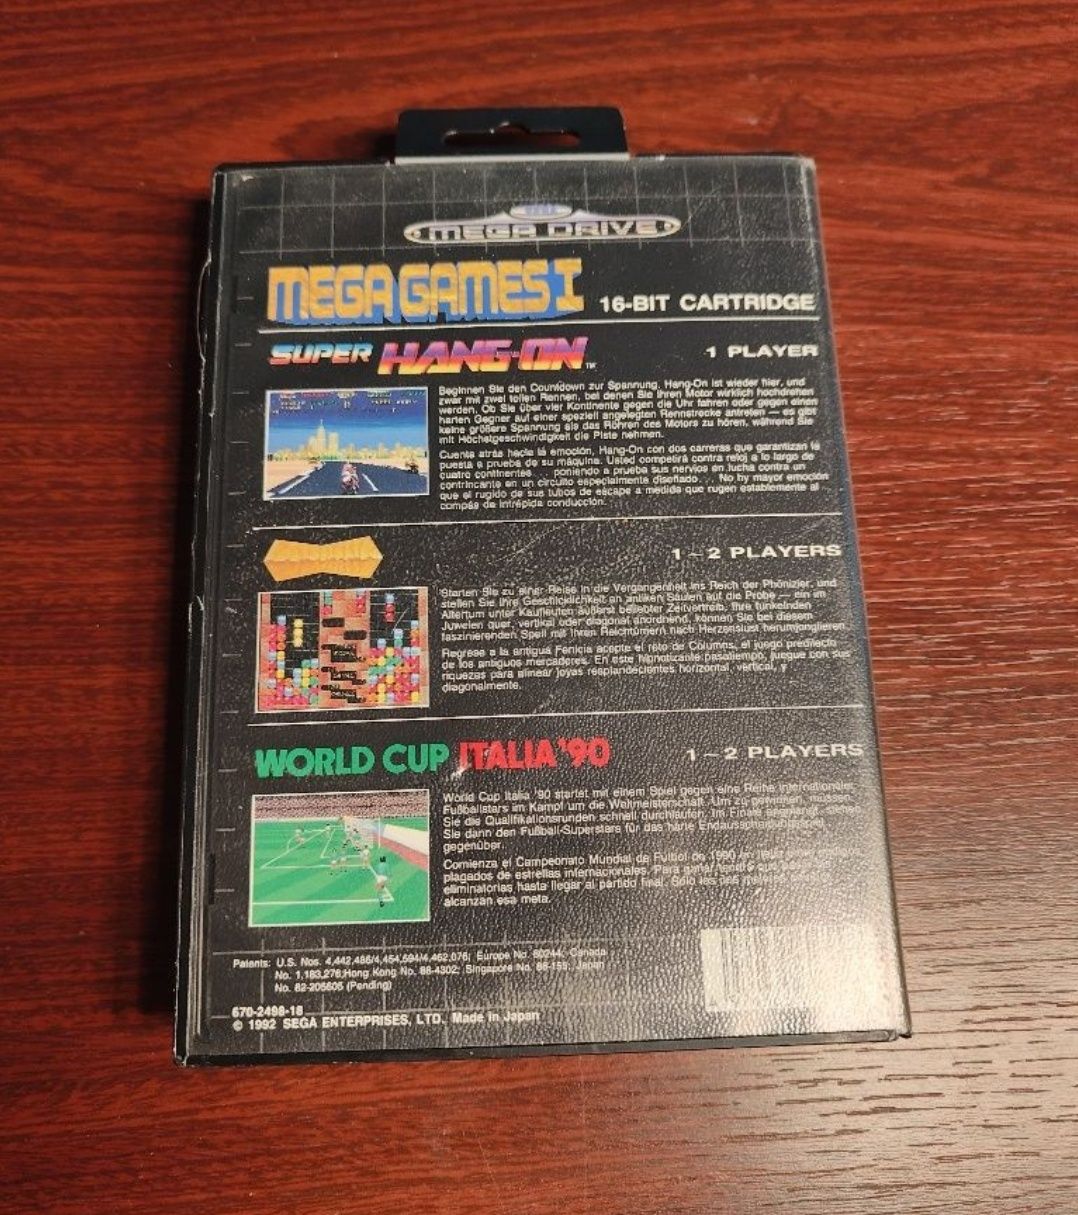 SEGA
MEGA DRIVE
MEGA GAMES I
16-BIT CARTRIDGE
SUPER HANG-ON™
1 PLAYER
Beginnen Sie den Countdown zur Spannung. Hang-On ist wieder hier, und
zwar mit zwei tollen Rennen, bei denen Sie Ihren Motor wirklich hochdrehen
werden. Ob Sie über vier Kontinente gegen die Uhr fahren oder gegen einen
harten Gegner auf einer speziell angelegten Rennstrecke antreten — es gibt
keine größere Spannung als das Röhren des Motors zu hören, während Sie
mit Höchstgeschwindigkeit die Piste nehmen.
Cuenta atrás hacia la emoción, Hang-On con dos carreras que garantizan la
puesta a prueba de su máquina. Usted competirá contra reloj a lo largo de
cuatro continentes... poniendo a prueba sus nervios en lucha contra un
contrincante en un circuito especialmente diseñado... No hy mayor emoción
que el rugido de sus tubos de escape a medida que rugen establemente al
compás de intrépida conducción.
1 – 2 PLAYERS
Starten Sie zu einer Reise in die Vergangenheit ins Reich der Phönizier, und
stellen Sie Ihre Geschicklichkeit an antiken Säulen auf die Probe — ein im
Altertum unter Kaufleuten äußerst beliebter Zeitvertreib. Ihre funkelnden
Juwelen quer, vertikal oder diagonal anordnend, können Sie bei diesem
faszinierenden Spell mit Ihren Reichtümern nach Herzenslust herumjonglieren.
Regrese a la antigua Fenicia acepte el reto de Columns, el juego predilecto
de los antiguos mercaderes. En este hipnotizante pasatiempo, juegue con sus
riquezas para alinear joyas resplandecientes horizontal, vertical, y
diagonalmente.
WORLD CUP ITALIA'90
1 – 2 PLAYERS
World Cup Italia '90 startet mit einem Spiel gegen eine Reihe internationaler
Fußballstars im Kampf um die Weltmeisterschaft. Um zu gewinnen, müssen
Sie die Qualifikationsrunden schnell durchlaufen. Im Finale
Sie dann den Fußball-Superstars für das harte
gegenüber.
Comienza el Campeonato Mundial de Futbol de 1990 en
plagados de estrellas internacionales. Para ganar,
eliminatorias hasta llegar al partido final. Sólo los
alcanzan esa meta.
Patents: U.S. Nos. 4,442,486/4,454,594/4,462,076; Europe No. 80244; Canada
No. 1,183,276;Hong Kong No. 88-4302; Singapore No. 88-155; Japan
No. 82-205605 (Pending)
670-2498-18
© 1992 SEGA ENTERPRISES, LTD. Made in Japan